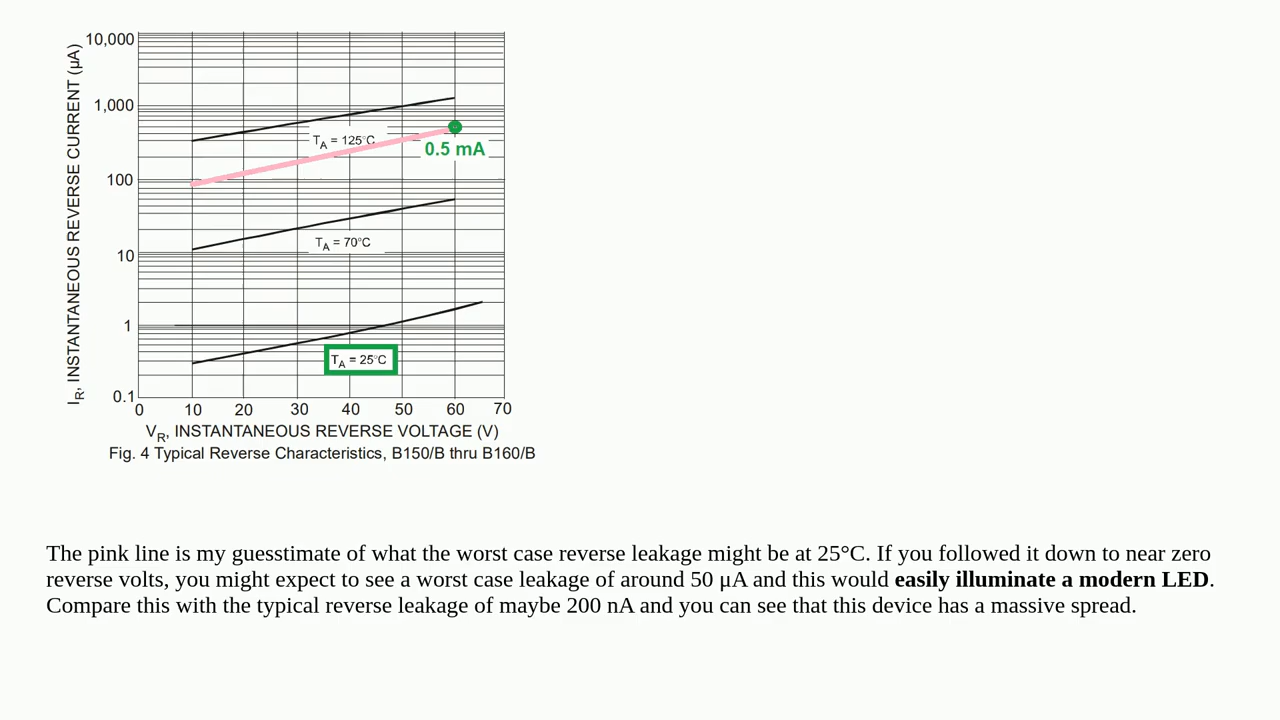 10,000
1,000
100
10
1
0.1
I_R, INSTANTANEOUS REVERSE CURRENT (μA)
T_A = 125°C
0.5 mA
T_A = 70°C
T_A = 25°C
0 10 20 30 40 50 60 70
V_R, INSTANTANEOUS REVERSE VOLTAGE (V)
Fig. 4 Typical Reverse Characteristics, B150/B thru B160/B
The pink line is my guesstimate of what the worst case reverse leakage might be at 25°C. If you followed it down to near zero
reverse volts, you might expect to see a worst case leakage of around 50 μA and this would easily illuminate a modern LED.
Compare this with the typical reverse leakage of maybe 200 nA and you can see that this device has a massive spread.